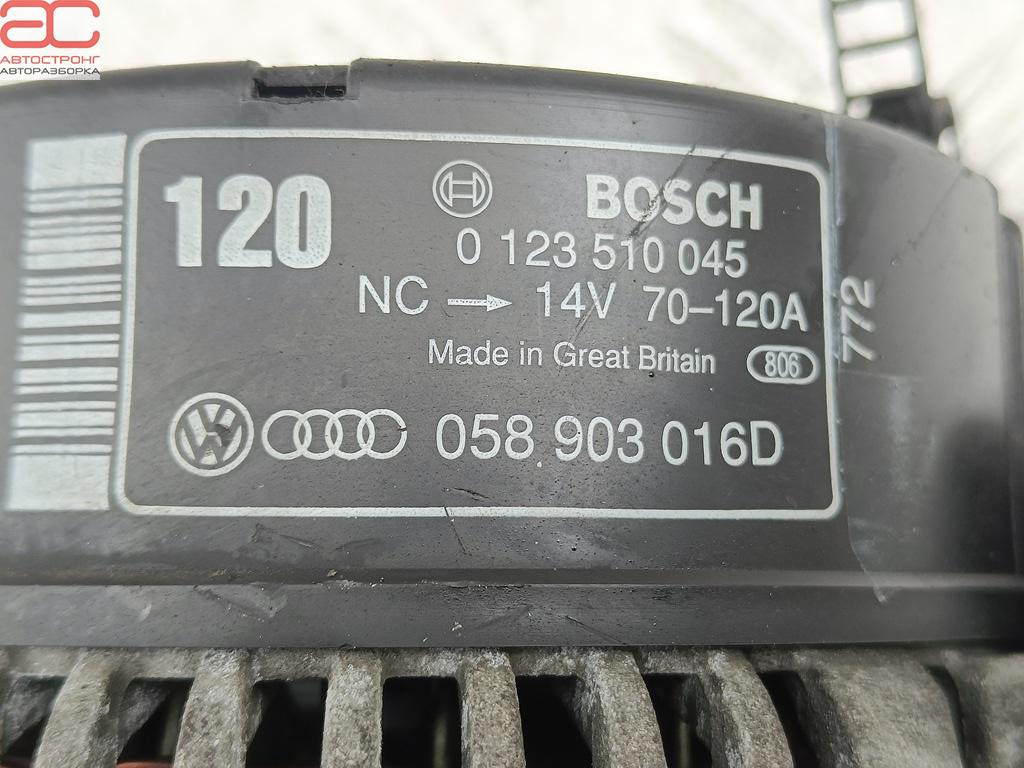 АС
АВТОСТРОНГ
АВТОРАЗБОРКА
120
BOSCH
0 123 510 045
NC → 14V 70–120A
Made in Great Britain 806
772
VW 058 903 016D